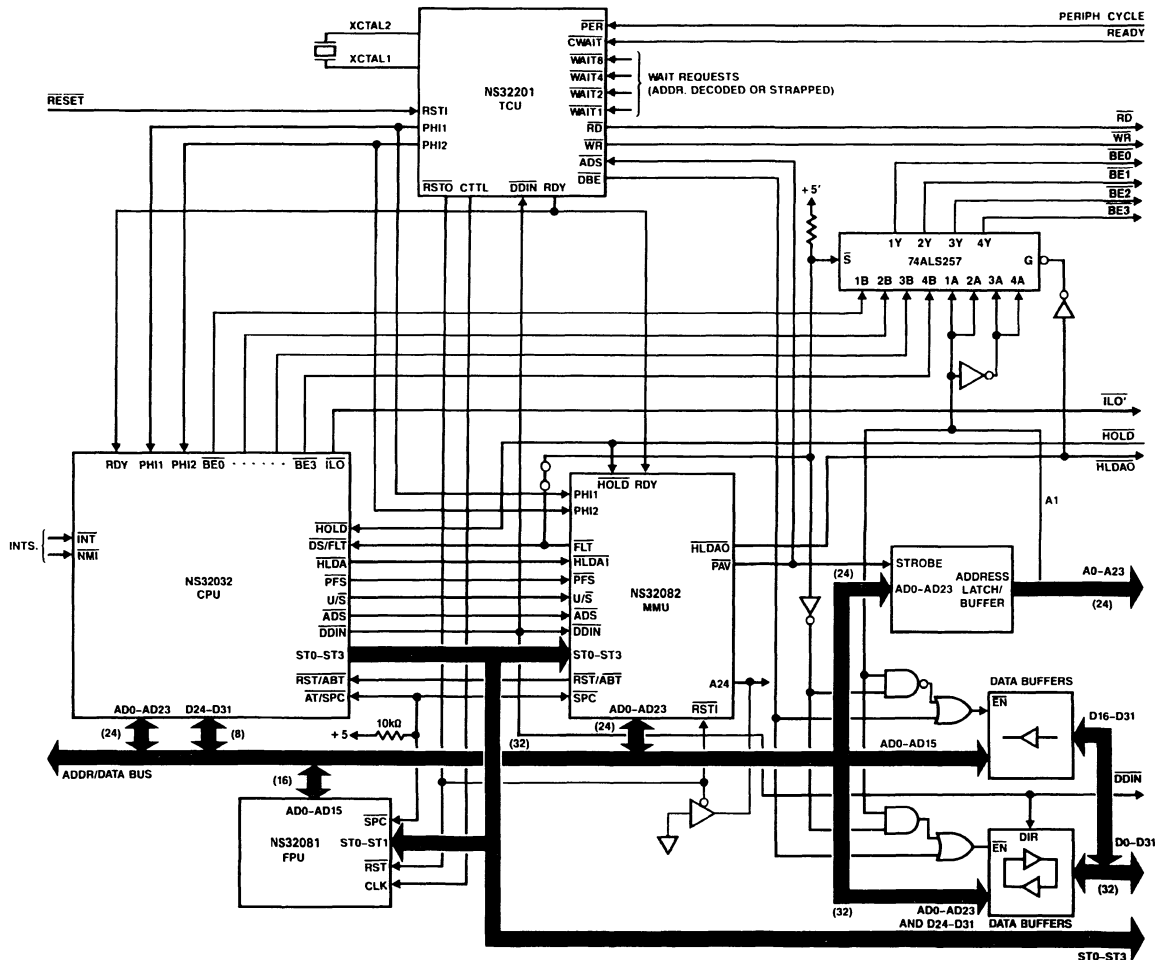 XCTAL2
XCTAL1
NS32201
TCU
PER
CWAIT
WAIT8
WAIT4
WAIT2
WAIT1
RD
WR
ADS
DBE
RSTI
PHI1
PHI2
RSTO CTTL DDIN RDY
RESET
WAIT REQUESTS
(ADDR. DECODED OR STRAPPED)
PERIPH CYCLE
READY
RD
WR
BE0
BE1
BE2
BE3
+5'
1Y 2Y 3Y 4Y
S 74ALS257 G
1B 2B 3B 4B 1A 2A 3A 4A
ILO'
HOLD
HLDAO
A1
RDY PHI1 PHI2 BE0 · · · · · · BE3 ILO
INTS.
INT
NMI
NS32032
CPU
HOLD
DS/FLT
HLDA
PFS
U/S
ADS
DDIN
ST0–ST3
RST/ABT
AT/SPC
AD0–AD23 D24–D31
(24) (8)
HOLD RDY
PHI1
PHI2
FLT
HLDA1
PFS
U/S
ADS
DDIN
ST0–ST3
RST/ABT
SPC
NS32082
MMU
HLDAO
PAV
A24
RSTI
AD0–AD23
(24)
(32)
+5
10kΩ
ADDR/DATA BUS
(16)
AD0–AD15
NS32081
FPU
SPC
ST0–ST1
RST
CLK
STROBE
AD0–AD23
ADDRESS
LATCH/
BUFFER
(24)
A0–A23
(24)
DATA BUFFERS
EN
D16–D31
AD0–AD15
DDIN
DIR
EN
D0–D31
(32)
(32)
AD0–AD23
AND D24–D31
DATA BUFFERS
ST0–ST3